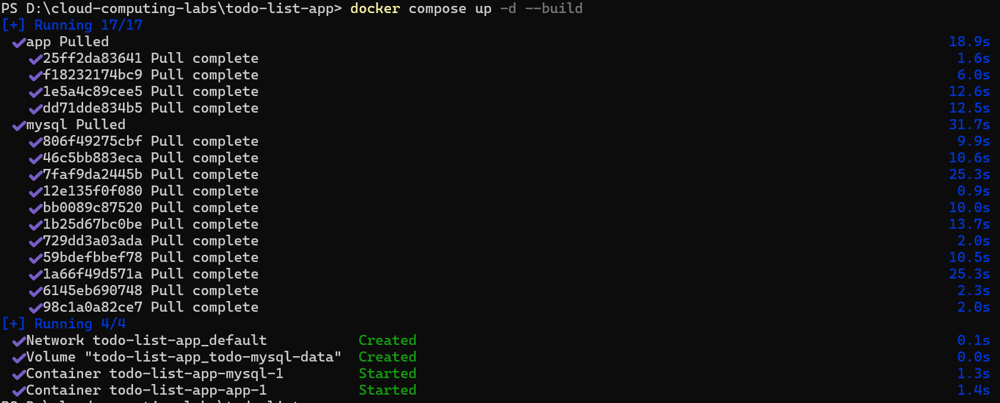 PS D:\cloud-computing-labs\todo-list-app> docker compose up -d --build
[+] Running 17/17
✔app Pulled 18.9s
✔25ff2da83641 Pull complete 1.6s
✔f18232174bc9 Pull complete 6.0s
✔1e5a4c89cee5 Pull complete 12.6s
✔dd71dde834b5 Pull complete 12.5s
✔mysql Pulled 31.7s
✔806f49275cbf Pull complete 9.9s
✔46c5bb883eca Pull complete 10.6s
✔7faf9da2445b Pull complete 25.3s
✔12e135f0f080 Pull complete 0.9s
✔bb0089c87520 Pull complete 10.0s
✔1b25d67bc0be Pull complete 13.7s
✔729dd3a03ada Pull complete 2.0s
✔59bdefbbef78 Pull complete 10.5s
✔1a66f49d571a Pull complete 25.3s
✔6145eb690748 Pull complete 2.3s
✔98c1a0a82ce7 Pull complete 2.0s
[+] Running 4/4
✔Network todo-list-app_default Created 0.1s
✔Volume "todo-list-app_todo-mysql-data" Created 0.0s
✔Container todo-list-app-mysql-1 Started 1.3s
✔Container todo-list-app-app-1 Started 1.4s